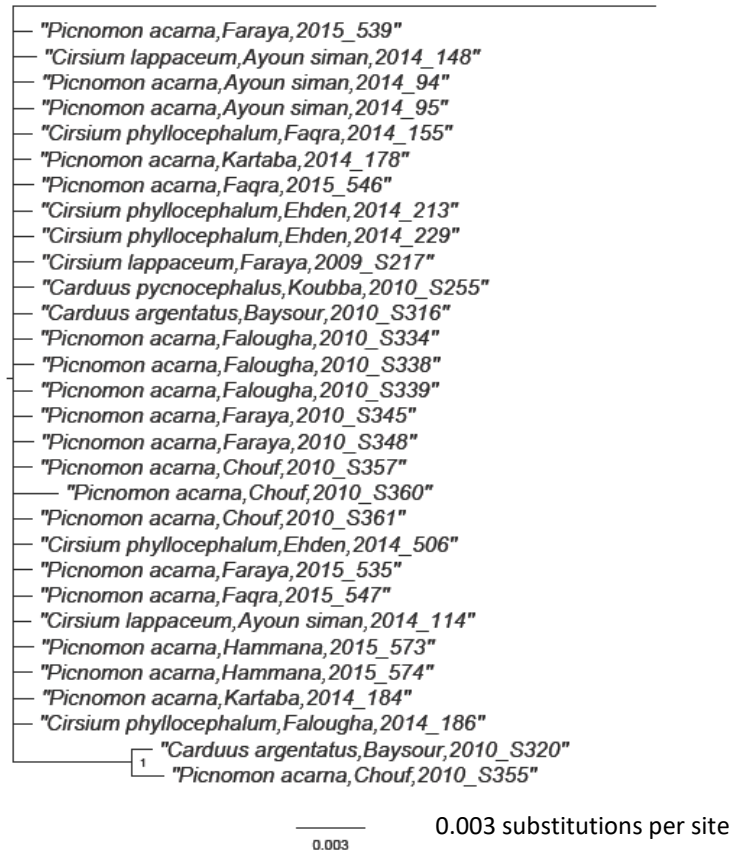 "Picnomon acarna,Faraya,2015_539"
"Cirsium lappaceum,Ayoun siman,2014_148"
"Picnomon acarna,Ayoun siman,2014_94"
"Picnomon acarna,Ayoun siman,2014_95"
"Cirsium phyllocephalum,Faqra,2014_155"
"Picnomon acarna,Kartaba,2014_178"
"Picnomon acarna,Faqra,2015_546"
"Cirsium phyllocephalum,Ehden,2014_213"
"Cirsium phyllocephalum,Ehden,2014_229"
"Cirsium lappaceum,Faraya,2009_S217"
"Carduus pycnocephalus,Koubba,2010_S255"
"Carduus argentatus,Baysour,2010_S316"
"Picnomon acarna,Falougha,2010_S334"
"Picnomon acarna,Falougha,2010_S338"
"Picnomon acarna,Falougha,2010_S339"
"Picnomon acarna,Faraya,2010_S345"
"Picnomon acarna,Faraya,2010_S348"
"Picnomon acarna,Chouf,2010_S357"
"Picnomon acarna,Chouf,2010_S360"
"Picnomon acarna,Chouf,2010_S361"
"Cirsium phyllocephalum,Ehden,2014_506"
"Picnomon acarna,Faraya,2015_535"
"Picnomon acarna,Faqra,2015_547"
"Cirsium lappaceum,Ayoun siman,2014_114"
"Picnomon acarna,Hammana,2015_573"
"Picnomon acarna,Hammana,2015_574"
"Picnomon acarna,Kartaba,2014_184"
"Cirsium phyllocephalum,Falougha,2014_186"
"Carduus argentatus,Baysour,2010_S320"
1
"Picnomon acarna,Chouf,2010_S355"
0.003 substitutions per site
0.003